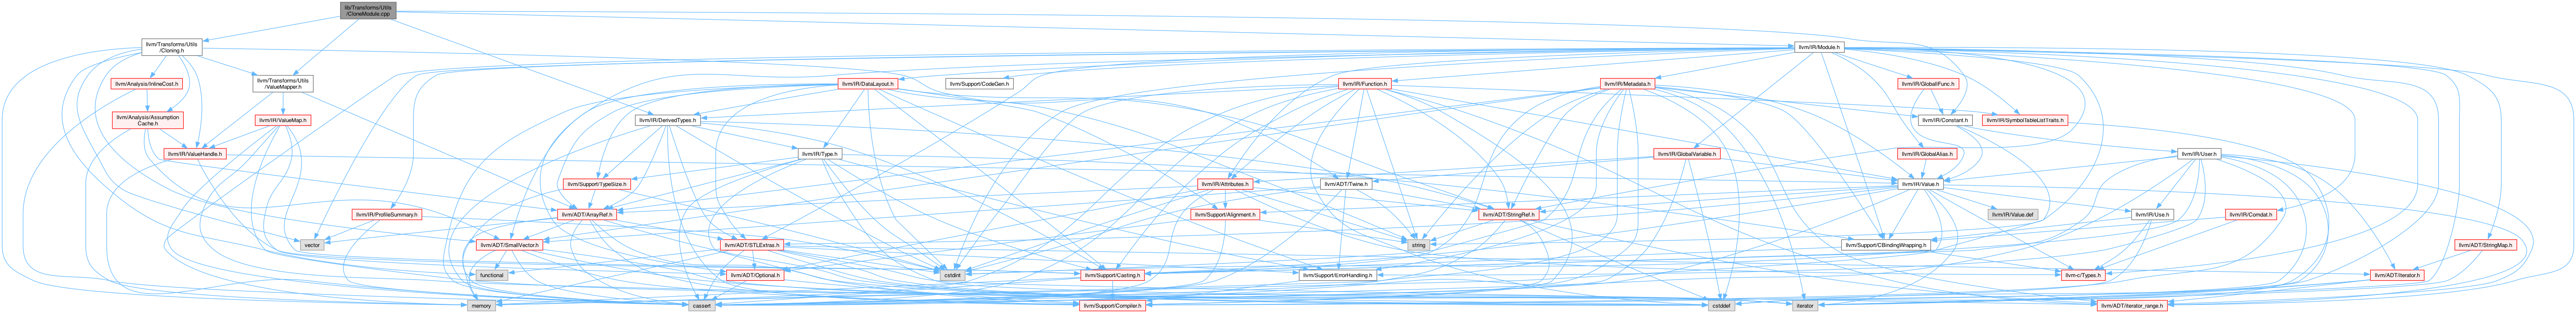 lib/Transforms/Utils
/CloneModule.cpp
llvm/Transforms/Utils
/Cloning.h
llvm/IR/Module.h
llvm/Analysis/InlineCost.h
llvm/Transforms/Utils
/ValueMapper.h
llvm/IR/DataLayout.h
llvm/Support/CodeGen.h
llvm/IR/Function.h
llvm/IR/Metadata.h
llvm/IR/GlobalIFunc.h
llvm/Analysis/Assumption
Cache.h
llvm/IR/ValueMap.h
llvm/IR/DerivedTypes.h
llvm/IR/Constant.h
llvm/IR/SymbolTableListTraits.h
llvm/IR/ValueHandle.h
llvm/IR/Type.h
llvm/IR/GlobalVariable.h
llvm/IR/GlobalAlias.h
llvm/IR/User.h
llvm/Support/TypeSize.h
llvm/IR/Attributes.h
llvm/ADT/Twine.h
llvm/IR/Value.h
llvm/IR/ProfileSummary.h
llvm/ADT/ArrayRef.h
llvm/Support/Alignment.h
llvm/ADT/StringRef.h
llvm/IR/Value.def
llvm/IR/Use.h
llvm/IR/Comdat.h
vector
llvm/ADT/SmallVector.h
llvm/ADT/STLExtras.h
string
llvm/Support/CBindingWrapping.h
llvm/ADT/StringMap.h
functional
llvm/ADT/Optional.h
cstdint
llvm/Support/Casting.h
llvm/Support/ErrorHandling.h
llvm-c/Types.h
llvm/ADT/iterator.h
memory
cassert
llvm/Support/Compiler.h
cstddef
iterator
llvm/ADT/iterator_range.h